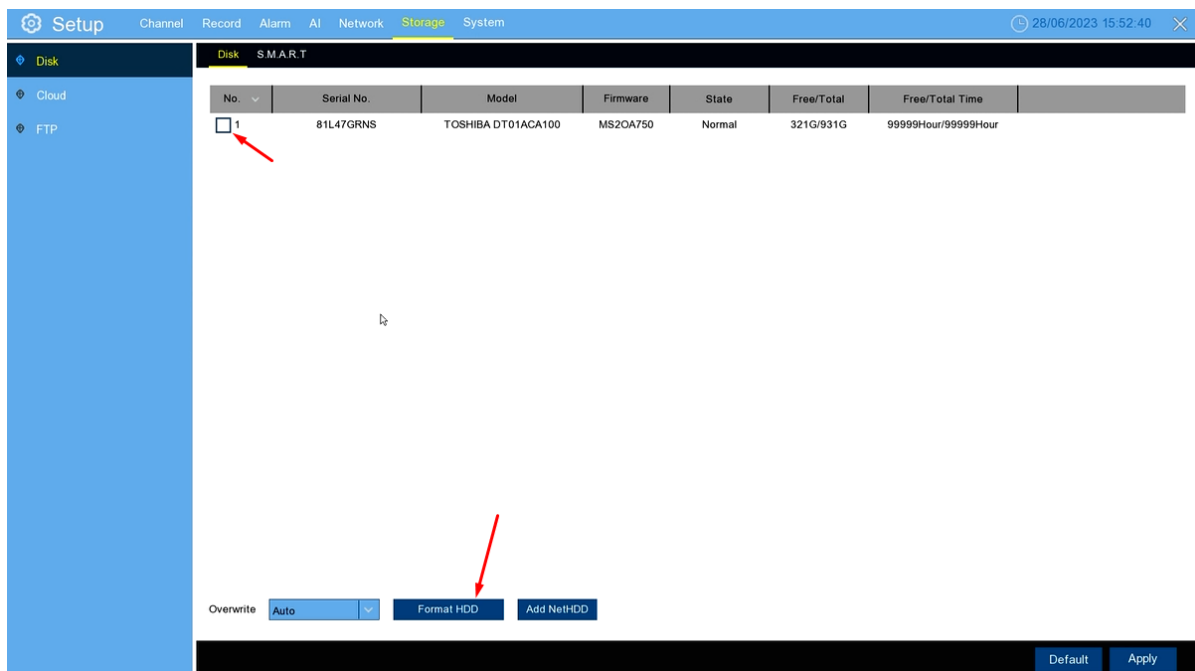 Setup Channel Record Alarm AI Network Storage System 28/06/2023 15:52:40
Disk
Cloud
FTP
Disk S.M.A.R.T
No. Serial No. Model Firmware State Free/Total Free/Total Time
1 81L47GRNS TOSHIBA DT01ACA100 MS2OA750 Normal 321G/931G 99999Hour/99999Hour
Overwrite Auto Format HDD Add NetHDD
Default Apply